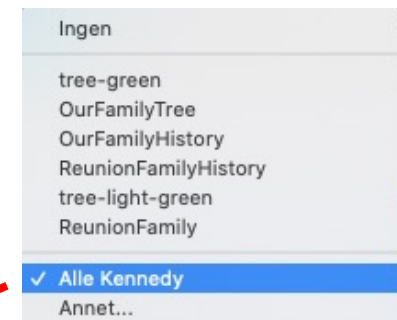 Ingen
tree-green
OurFamilyTree
OurFamilyHistory
ReunionFamilyHistory
tree-light-green
ReunionFamily
✓ Alle Kennedy
Annet...